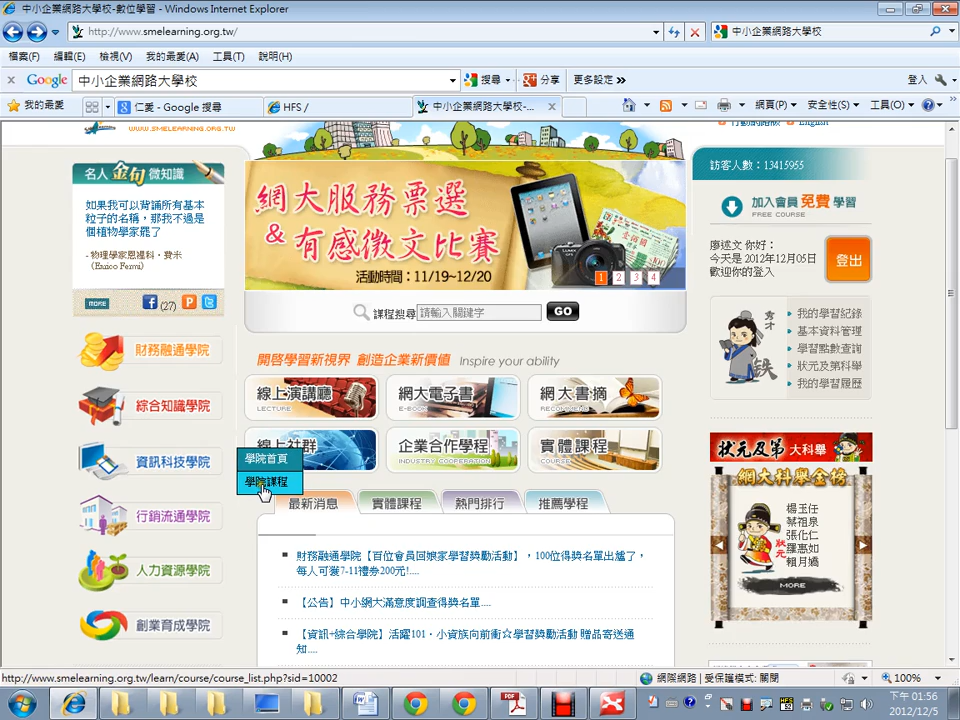 中小企業網路大學校-數位學習 - Windows Internet Explorer
http://www.smelearning.org.tw/
中小企業網路大學校
檔案(F) 編輯(E) 檢視(V) 我的最愛(A) 工具(T) 說明(H)
Google 中小企業網路大學校 搜尋 分享 更多設定 » 登入
我的最愛 仁愛 - Google 搜尋 HFS / 中小企業網路大學校-... 網頁(P) 安全性(S) 工具(O)
WWW.SMELEARNING.ORG.TW
English
名人金句微知識
如果我可以背誦所有基本
粒子的名稱，那我不過是
個植物學家罷了
- 物理學家恩里科‧費米
(Enrico Fermi)
MORE
(27)
網大服務票選
& 有感徵文比賽
活動時間：11/19~12/20
1 2 3 4
課程搜尋 請輸入關鍵字 GO
訪客人數：13415955
加入會員 免費 學習
FREE COURSE
廖述文 你好：
今天是 2012年12月05日
歡迎你的登入
登出
秀才
我的學習紀錄
基本資料管理
學習點數查詢
狀元及第科舉
我的學習履歷
財務融通學院
綜合知識學院
資訊科技學院
行銷流通學院
人力資源學院
創業育成學院
開啓學習新視界 創造企業新價值 Inspire your ability
線上演講廳
LECTURE
網大電子書
E-BOOK
網大書摘
RECOMMEND
線上社群
企業合作學程
INDUSTRY COOPERATION
實體課程
COURSE
學院首頁
學院課程
最新消息 實體課程 熱門排行 推薦學程
財務融通學院【百位會員回娘家學習獎勵活動】，100位得獎名單出爐了，
每人可獲7-11禮券200元!....
【公告】中小網大滿意度調查得獎名單....
【資訊+綜合學院】活躍101．小資族向前衝☆學習獎勵活動 贈品寄送通
知....
狀元及第 大科舉
網大科舉金榜
狀元
楊玉任
蔡祖泉
張化仁
羅惠如
賴月嬌
MORE
http://www.smelearning.org.tw/learn/course/course_list.php?sid=10002
網際網路 | 受保護模式: 關閉
100%
下午 01:56
2012/12/5